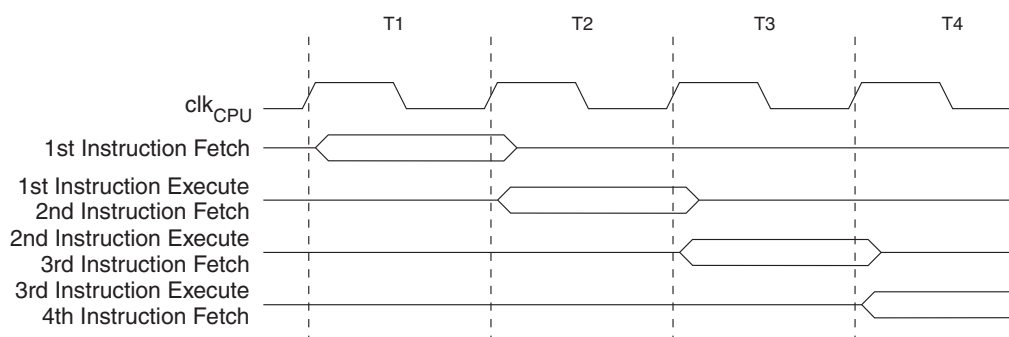 T1 T2 T3 T4
clkCPU
1st Instruction Fetch
1st Instruction Execute
2nd Instruction Fetch
2nd Instruction Execute
3rd Instruction Fetch
3rd Instruction Execute
4th Instruction Fetch